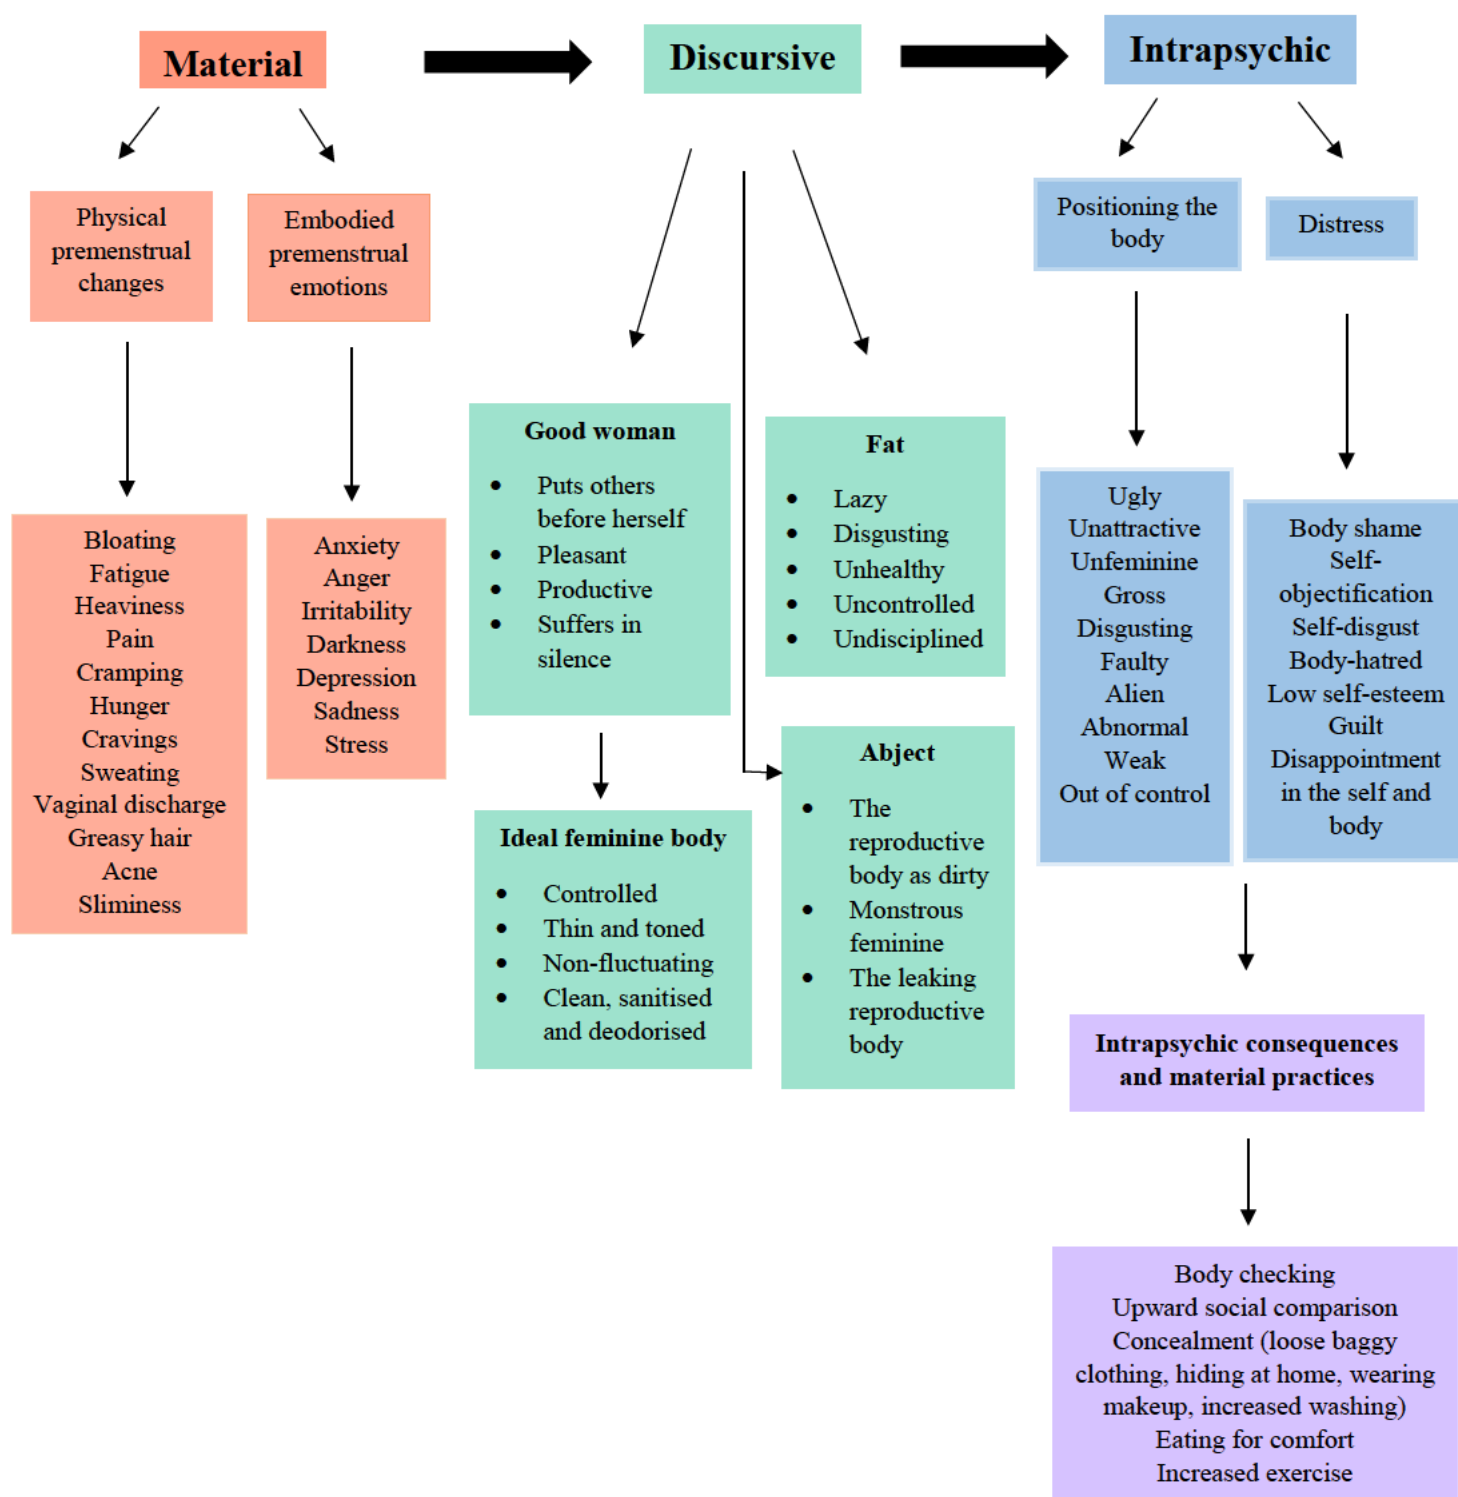 Material
Discursive
Intrapsychic
Physical
premenstrual
changes
Embodied
premenstrual
emotions
Positioning the
body
Distress
Bloating
Fatigue
Heaviness
Pain
Cramping
Hunger
Cravings
Sweating
Vaginal discharge
Greasy hair
Acne
Sliminess
Anxiety
Anger
Irritability
Darkness
Depression
Sadness
Stress
Good woman
• Puts others
before herself
• Pleasant
• Productive
• Suffers in
silence
Ideal feminine body
• Controlled
• Thin and toned
• Non-fluctuating
• Clean, sanitised
and deodorised
Fat
• Lazy
• Disgusting
• Unhealthy
• Uncontrolled
• Undisciplined
Abject
• The
reproductive
body as dirty
• Monstrous
feminine
• The leaking
reproductive
body
Ugly
Unattractive
Unfeminine
Gross
Disgusting
Faulty
Alien
Abnormal
Weak
Out of control
Body shame
Self-
objectification
Self-disgust
Body-hatred
Low self-esteem
Guilt
Disappointment
in the self and
body
Intrapsychic consequences
and material practices
Body checking
Upward social comparison
Concealment (loose baggy
clothing, hiding at home, wearing
makeup, increased washing)
Eating for comfort
Increased exercise